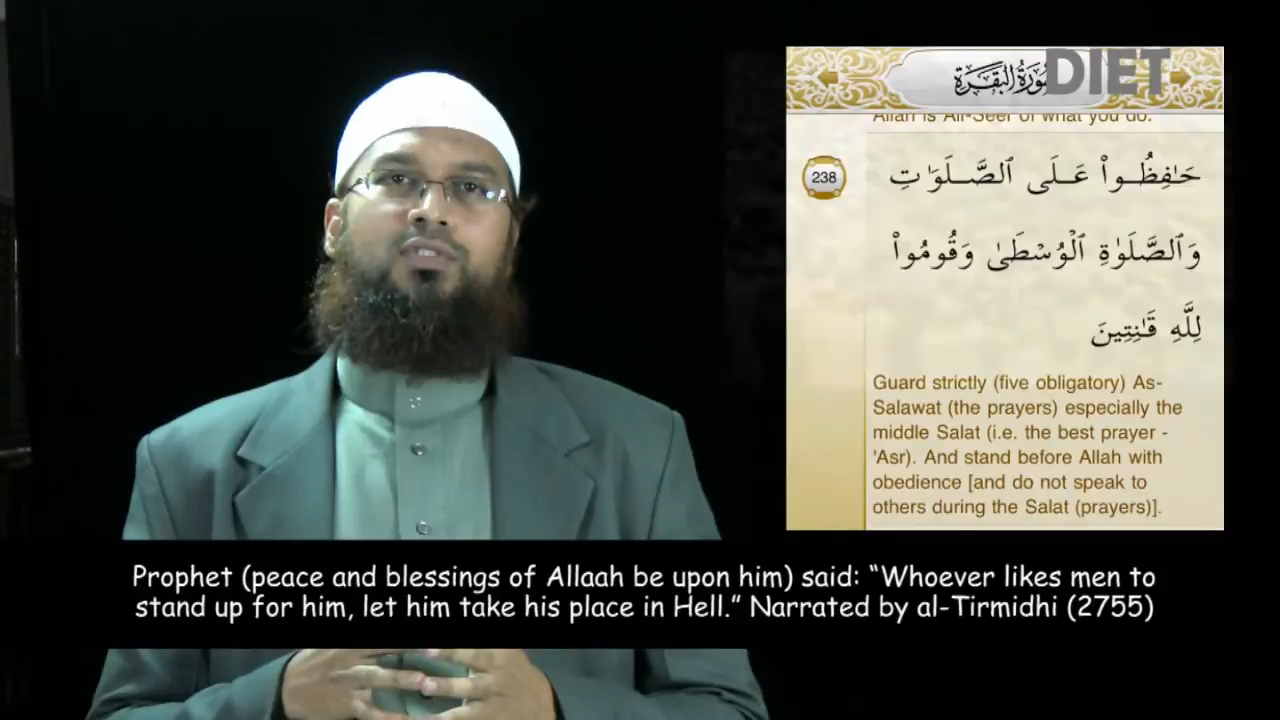 سُورَةُ البَقَرَةِ
DIET
Allah is All-Seer of what you do.
238
حَـٰفِظُـواْ عَـلَى ٱلصَّـلَوَٰتِ
وَٱلصَّلَوٰةِ ٱلْوُسْطَىٰ وَقُومُواْ
لِلَّهِ قَـٰنِتِينَ
Guard strictly (five obligatory) As-
Salawat (the prayers) especially the
middle Salat (i.e. the best prayer -
'Asr). And stand before Allah with
obedience [and do not speak to
others during the Salat (prayers)].
Prophet (peace and blessings of Allaah be upon him) said: “Whoever likes men to
stand up for him, let him take his place in Hell.” Narrated by al-Tirmidhi (2755)